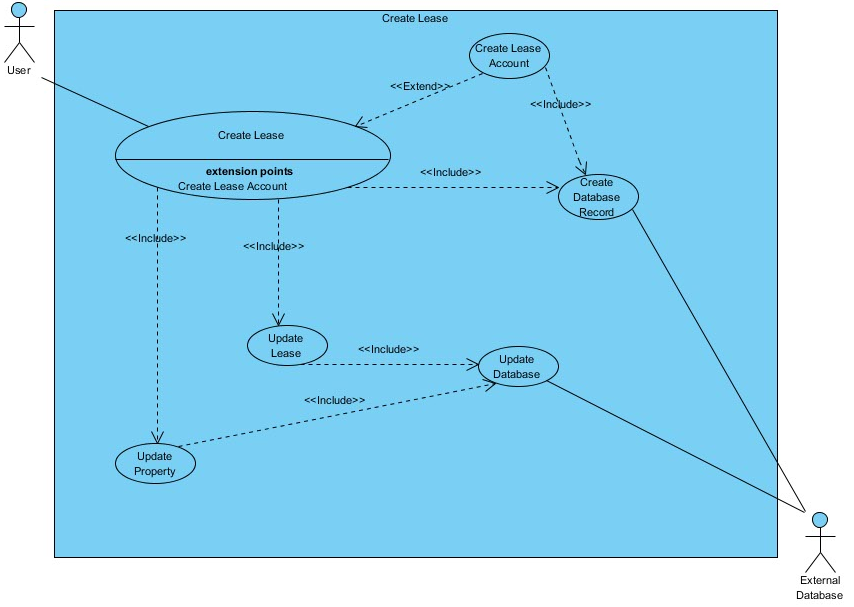 Create Lease
User
Create Lease
Account
<<Extend>>
<<Include>>
Create Lease
extension points
Create Lease Account
<<Include>>
Create
Database
Record
<<Include>>
<<Include>>
Update
Lease
<<Include>>
Update
Database
<<Include>>
Update
Property
External
Database